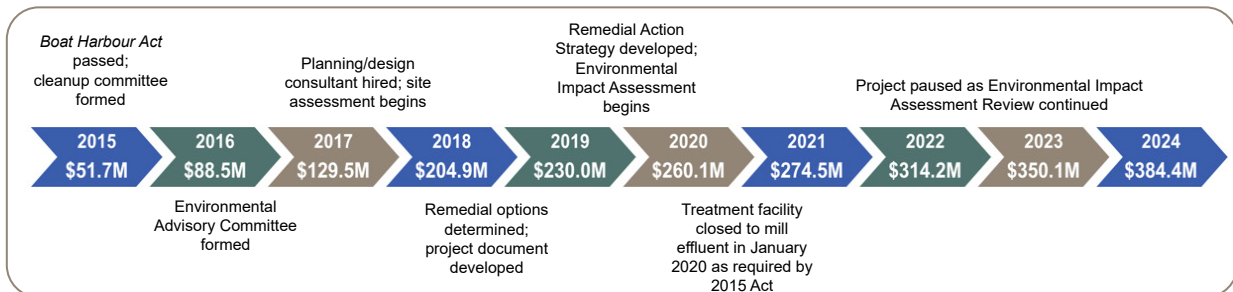 Boat Harbour Act
passed;
cleanup committee
formed
Planning/design
consultant hired; site
assessment begins
Remedial Action
Strategy developed;
Environmental
Impact Assessment
begins
Project paused as Environmental Impact
Assessment Review continued
2015
$51.7M
2016
$88.5M
2017
$129.5M
2018
$204.9M
2019
$230.0M
2020
$260.1M
2021
$274.5M
2022
$314.2M
2023
$350.1M
2024
$384.4M
Environmental
Advisory Committee
formed
Remedial options
determined;
project document
developed
Treatment facility
closed to mill
effluent in January
2020 as required by
2015 Act